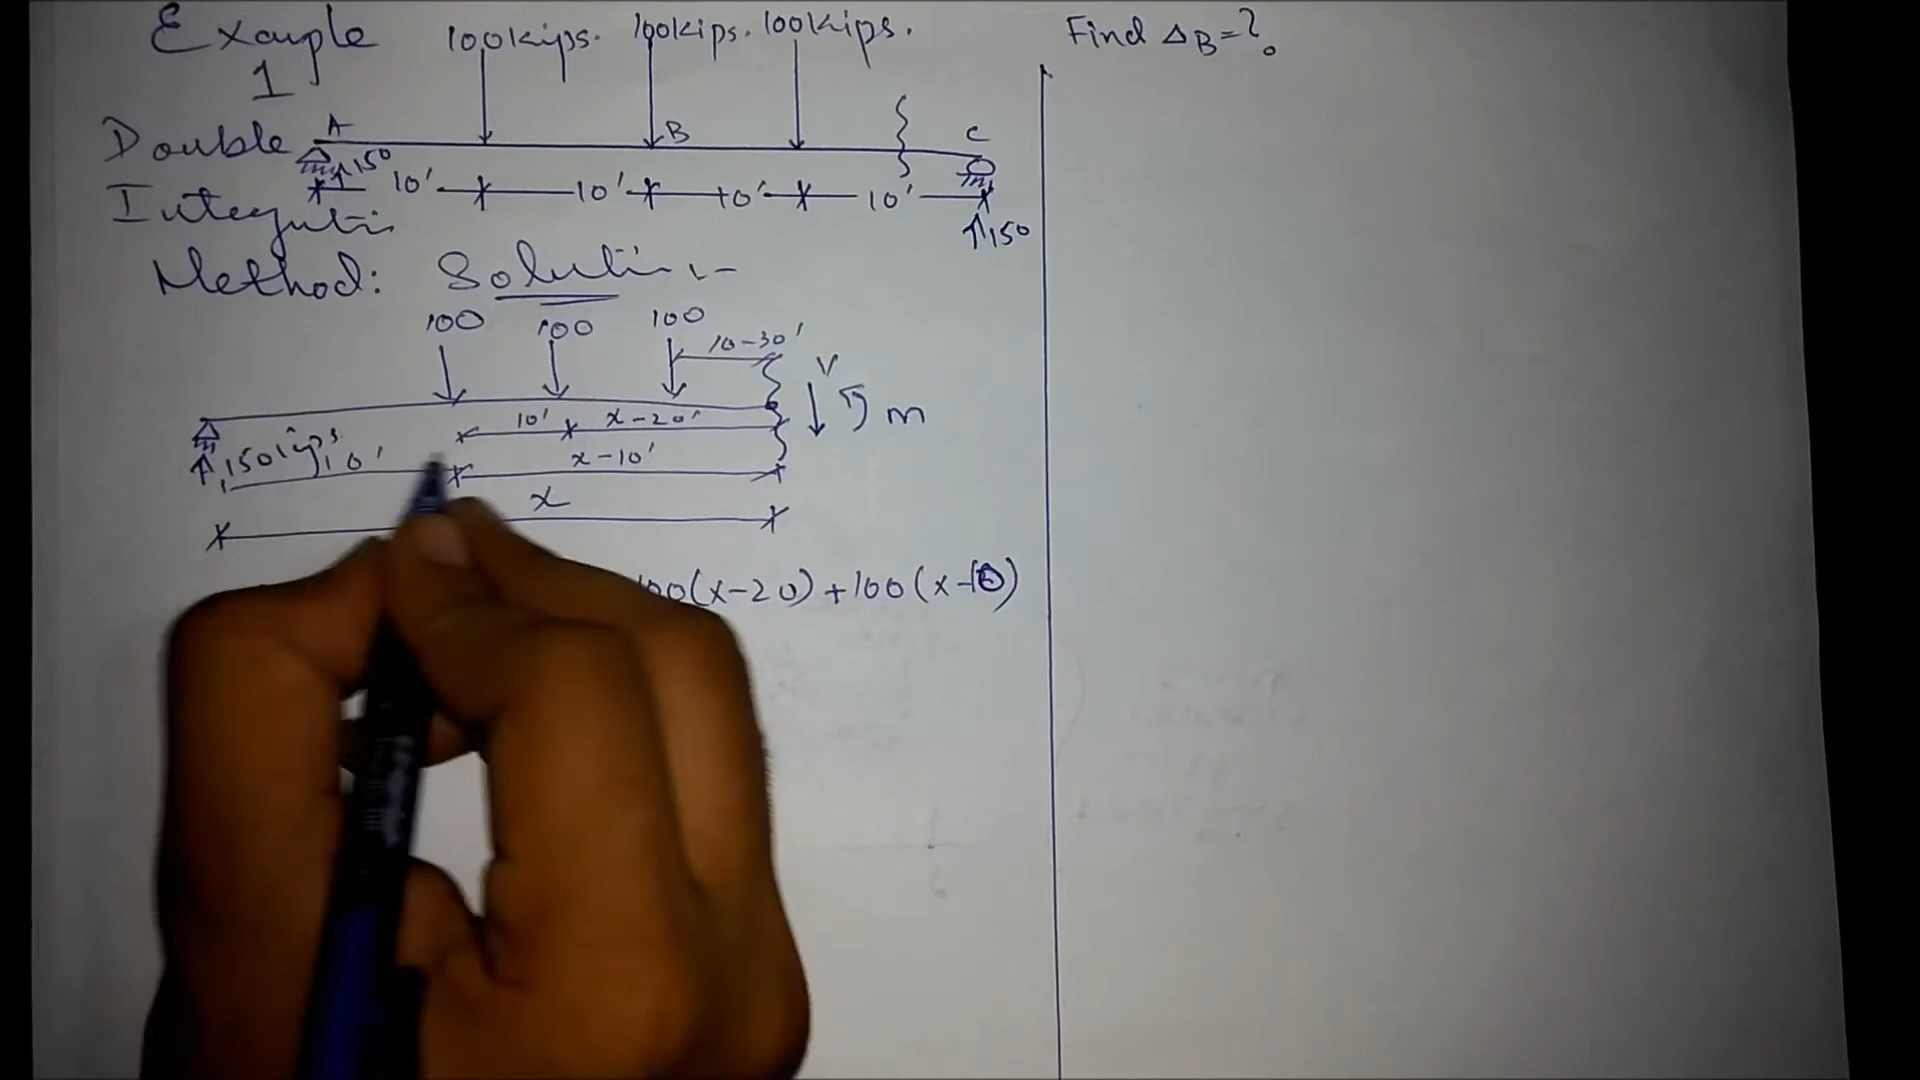 Example 100kips. 100kips. 100kips. Find ΔB=?
1
A B C
Double
150
10' 10' 10' 10'
150
Method: Solution:-
100 100 100
10-30'
V
10' x-20' m
150kips
10' x-10'
x
100(x-20)+100(x-10)